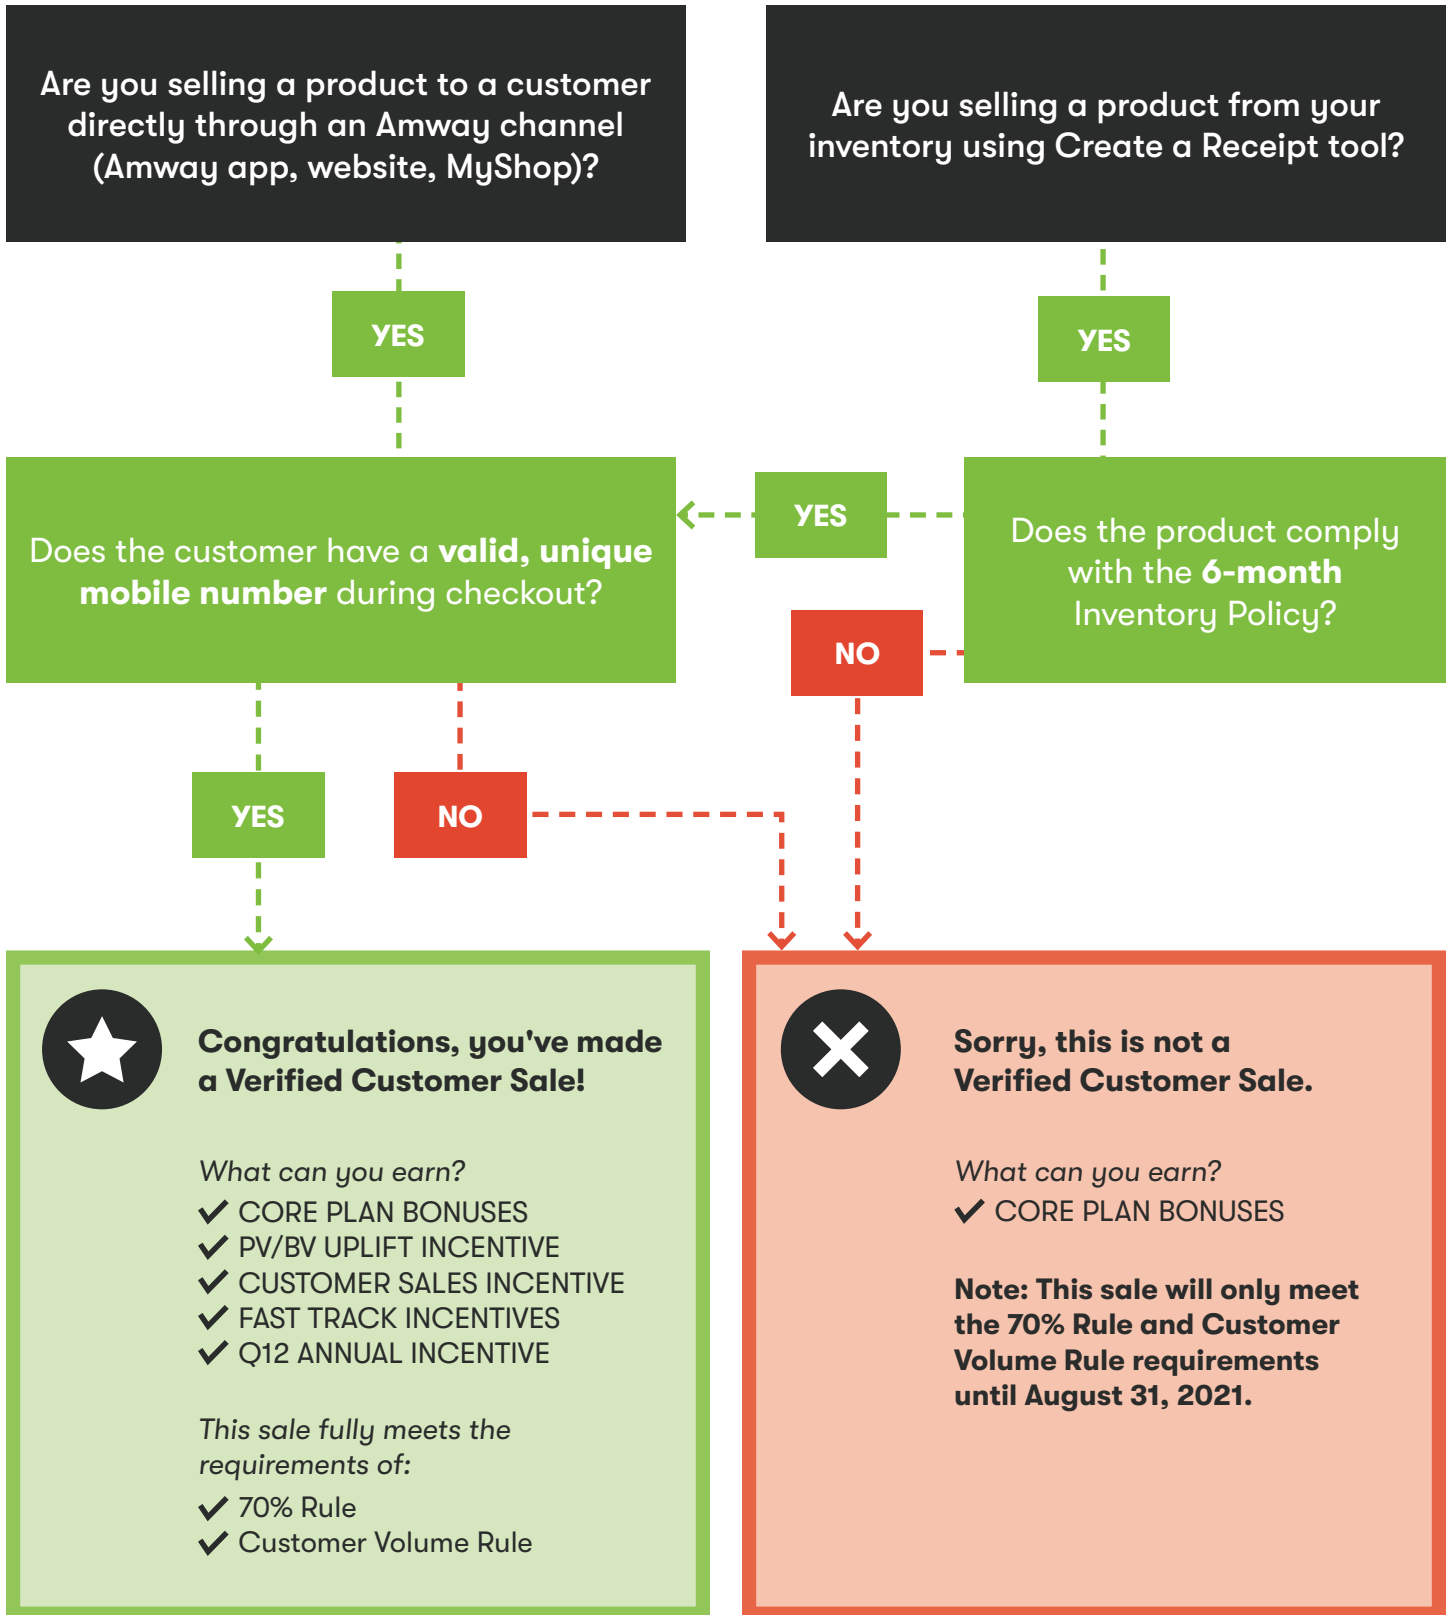 Are you selling a product to a customer
directly through an Amway channel
(Amway app, website, MyShop)?
Are you selling a product from your
inventory using Create a Receipt tool?
YES
YES
Does the customer have a valid, unique
mobile number during checkout?
YES
Does the product comply
with the 6-month
Inventory Policy?
NO
YES
NO
Congratulations, you've made
a Verified Customer Sale!
What can you earn?
CORE PLAN BONUSES
PV/BV UPLIFT INCENTIVE
CUSTOMER SALES INCENTIVE
FAST TRACK INCENTIVES
Q12 ANNUAL INCENTIVE
This sale fully meets the
requirements of:
70% Rule
Customer Volume Rule
Sorry, this is not a
Verified Customer Sale.
What can you earn?
CORE PLAN BONUSES
Note: This sale will only meet
the 70% Rule and Customer
Volume Rule requirements
until August 31, 2021.